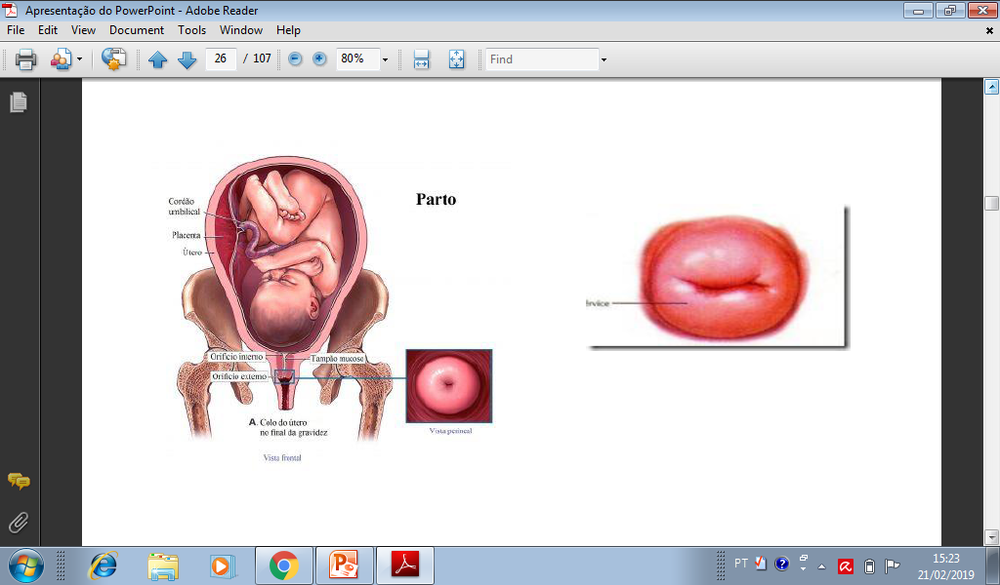 Apresentação do PowerPoint - Adobe Reader
File Edit View Document Tools Window Help
26 / 107 80% Find
Parto
Cordão
umbilical
Placenta
Útero
Orifício interno
Tampão mucoso
Orifício externo
A. Colo do útero
no final da gravidez
Vista perineal
Vista frontal
ervice
PT
15:23
21/02/2019